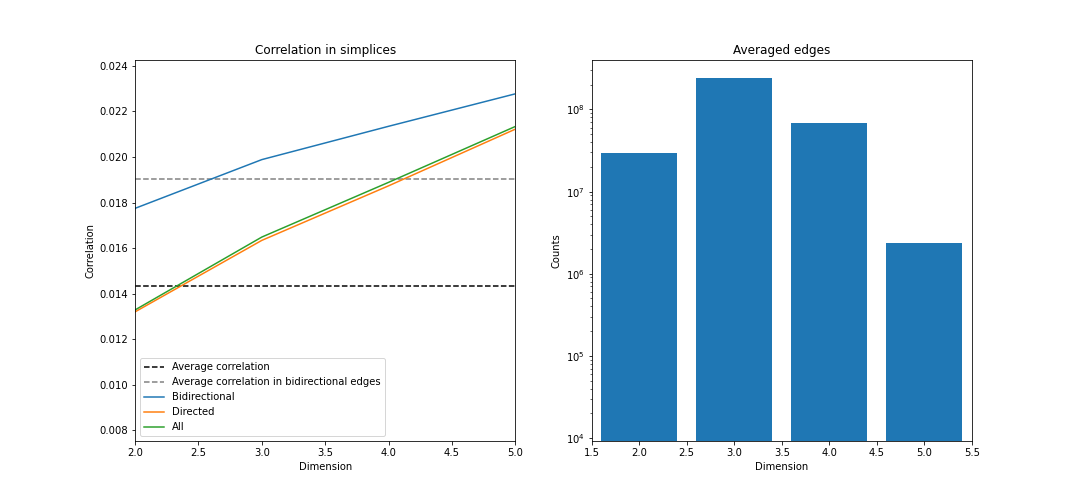 Correlation in simplices
0.024
0.022
0.020
0.018
0.016
0.014
0.012
0.010
0.008
Correlation
Average correlation
Average correlation in bidirectional edges
Bidirectional
Directed
All
2.0 2.5 3.0 3.5 4.0 4.5 5.0
Dimension
Averaged edges
10⁸
10⁷
10⁶
10⁵
10⁴
Counts
1.5 2.0 2.5 3.0 3.5 4.0 4.5 5.0 5.5
Dimension